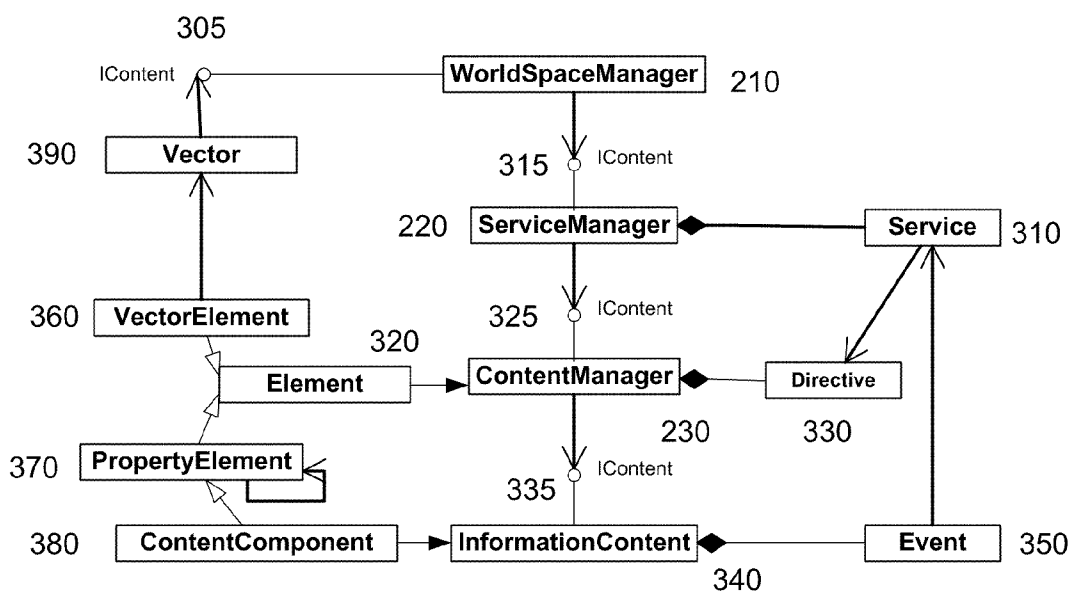 305
IContent
WorldSpaceManager
210
390
Vector
315
IContent
220
ServiceManager
Service
310
360
VectorElement
325
IContent
320
Element
ContentManager
Directive
230
330
370
PropertyElement
335
IContent
380
ContentComponent
InformationContent
Event
350
340